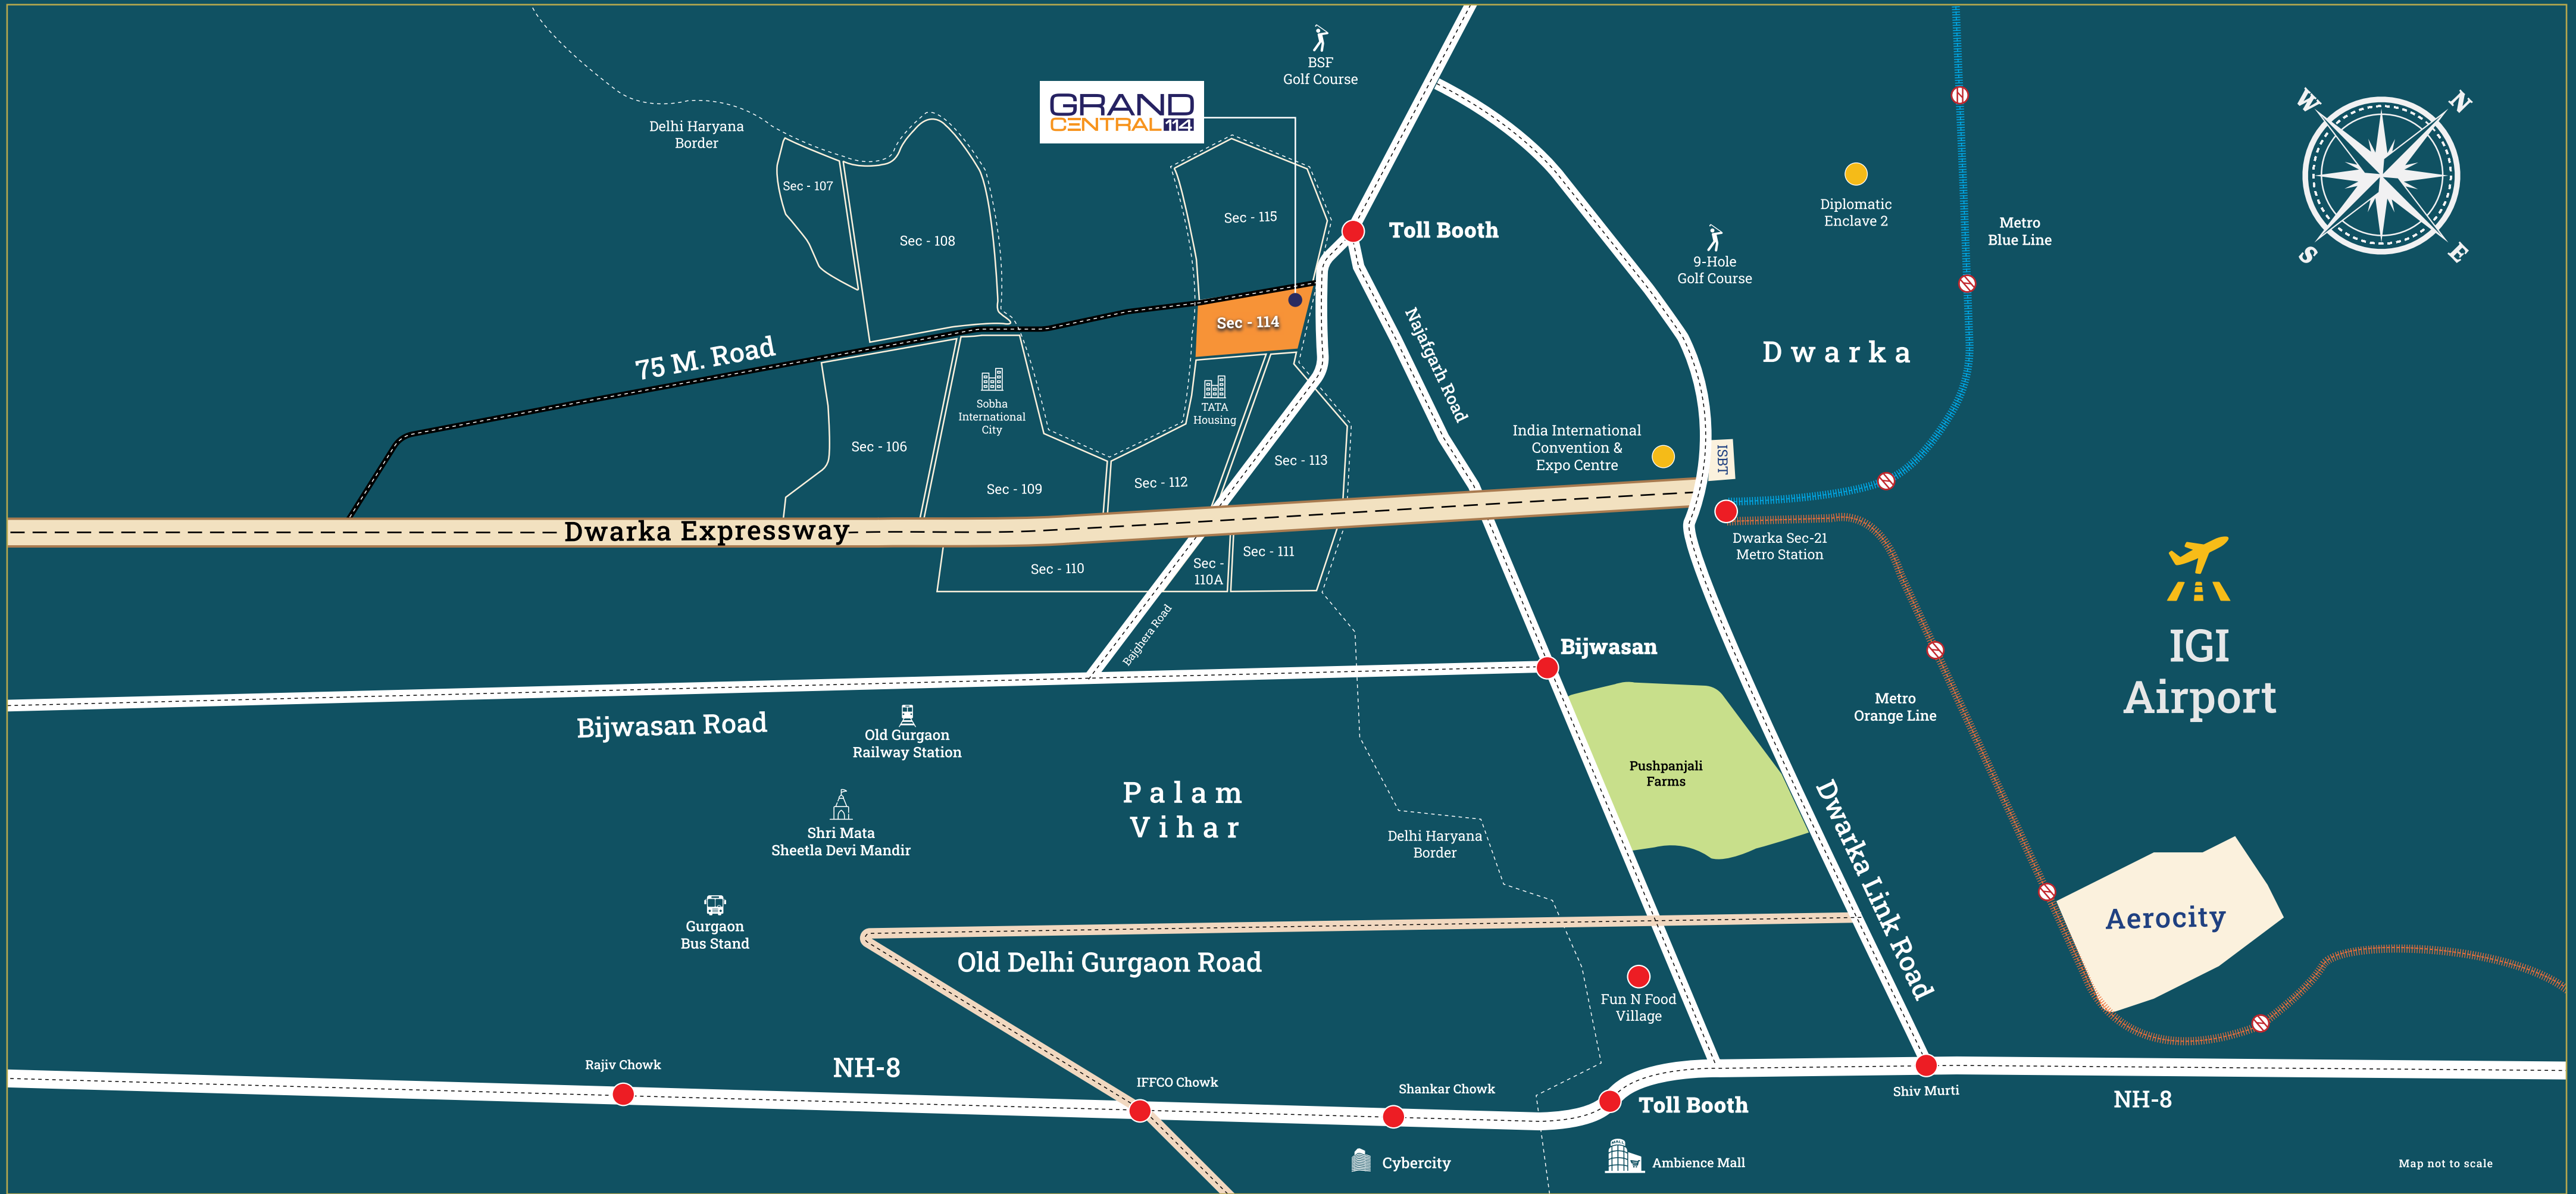 BSF
Golf Course
GRAND
CENTRAL 114
Delhi Haryana
Border
W
N
S
E
Sec - 107
Sec - 108
Sec - 115
Toll Booth
Diplomatic
Enclave 2
Metro
Blue Line
9-Hole
Golf Course
Sec - 114
75 M. Road
Najafgarh Road
Dwarka
Sobha
International
City
TATA
Housing
Sec - 106
Sec - 109
Sec - 112
Sec - 113
India International
Convention &
Expo Centre
ISBT
Dwarka Expressway
Dwarka Sec-21
Metro Station
Sec - 110
Sec -
110A
Sec - 111
Bajghera Road
Bijwasan
IGI
Airport
Metro
Orange Line
Bijwasan Road
Old Gurgaon
Railway Station
Pushpanjali
Farms
Palam
Vihar
Shri Mata
Sheetla Devi Mandir
Delhi Haryana
Border
Dwarka Link Road
Gurgaon
Bus Stand
Aerocity
Old Delhi Gurgaon Road
Fun N Food
Village
Rajiv Chowk
NH-8
IFFCO Chowk
Shankar Chowk
Toll Booth
Shiv Murti
NH-8
Cybercity
Ambience Mall
Map not to scale